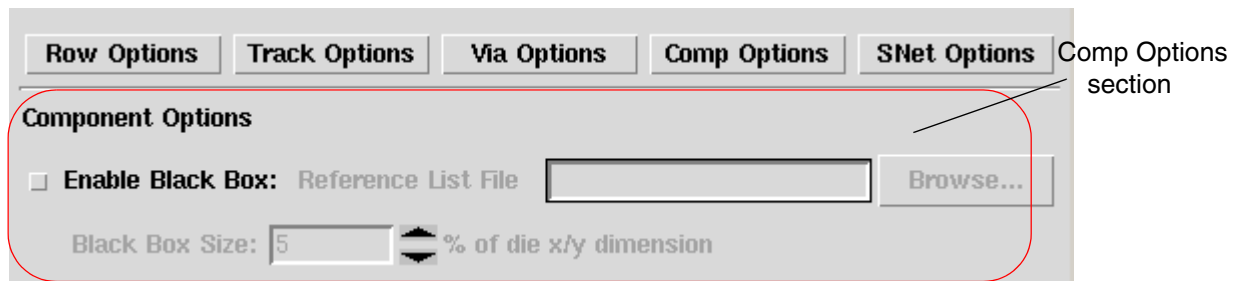 Row Options Track Options Via Options Comp Options SNet Options
Comp Options
section
Component Options
Enable Black Box: Reference List File Browse...
Black Box Size: 5 % of die x/y dimension